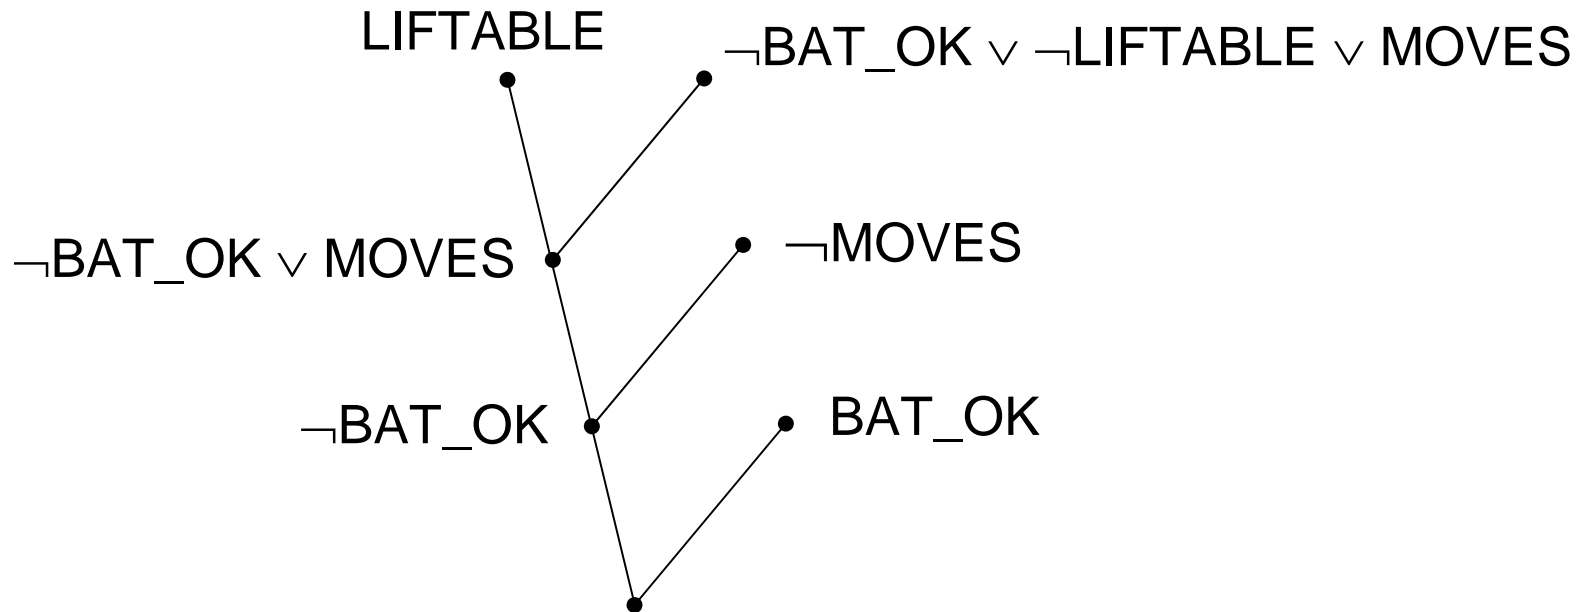 LIFTABLE
¬BAT_OK ∨ ¬LIFTABLE ∨ MOVES
¬BAT_OK ∨ MOVES
¬MOVES
¬BAT_OK
BAT_OK